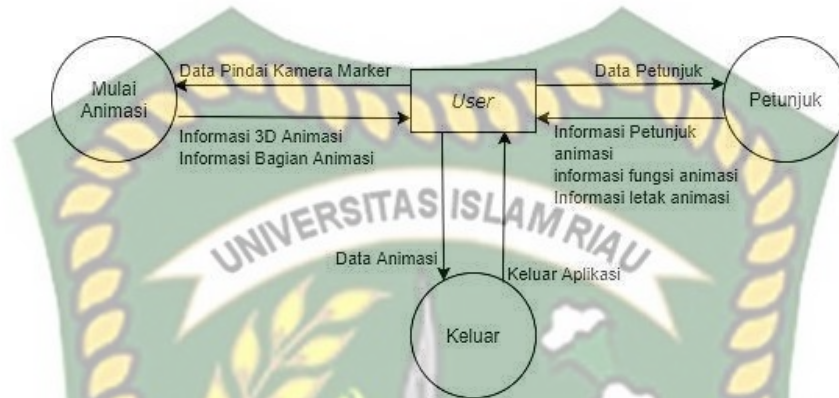 Data Pindai Kamera Marker
Mulai
Animasi
User
Data Petunjuk
Petunjuk
Informasi 3D Animasi
Informasi Bagian Animasi
Informasi Petunjuk
animasi
informasi fungsi animasi
Informasi letak animasi
UNIVERSITAS ISLAM RIAU
Data Animasi
Keluar Aplikasi
Keluar